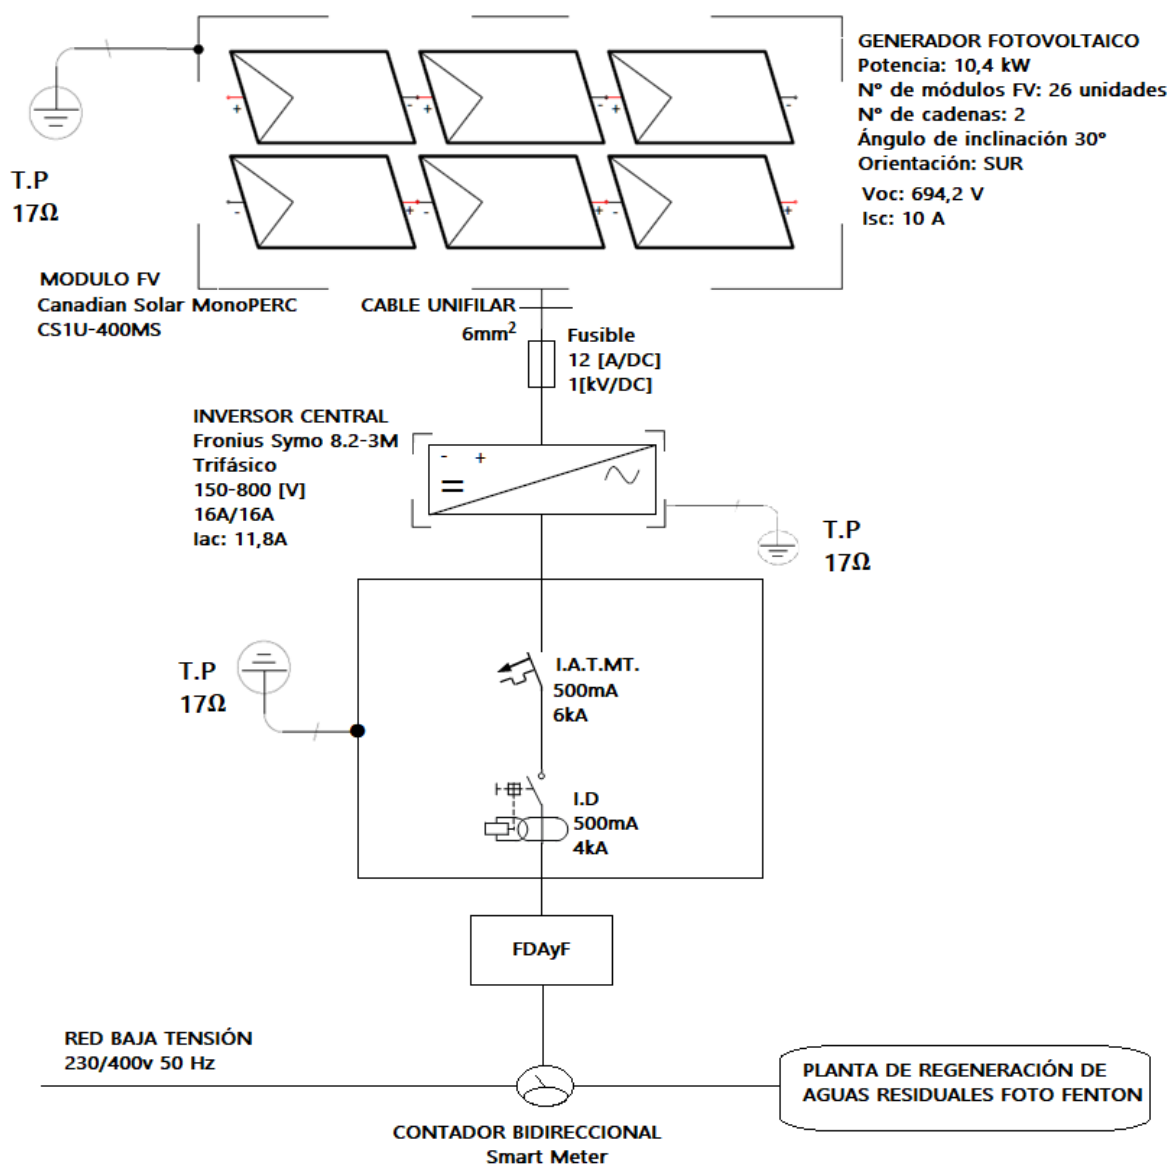 GENERADOR FOTOVOLTAICO
Potencia: 10,4 kW
Nº de módulos FV: 26 unidades
Nº de cadenas: 2
Ángulo de inclinación 30º
Orientación: SUR
Voc: 694,2 V
Isc: 10 A
T.P
17Ω
MODULO FV
Canadian Solar MonoPERC
CS1U-400MS
CABLE UNIFILAR
6mm²
Fusible
12 [A/DC]
1[kV/DC]
INVERSOR CENTRAL
Fronius Symo 8.2-3M
Trifásico
150-800 [V]
16A/16A
Iac: 11,8A
T.P
17Ω
T.P
17Ω
I.A.T.MT.
500mA
6kA
I.D
500mA
4kA
FDAyF
RED BAJA TENSIÓN
230/400v 50 Hz
PLANTA DE REGENERACIÓN DE
AGUAS RESIDUALES FOTO FENTON
CONTADOR BIDIRECCIONAL
Smart Meter